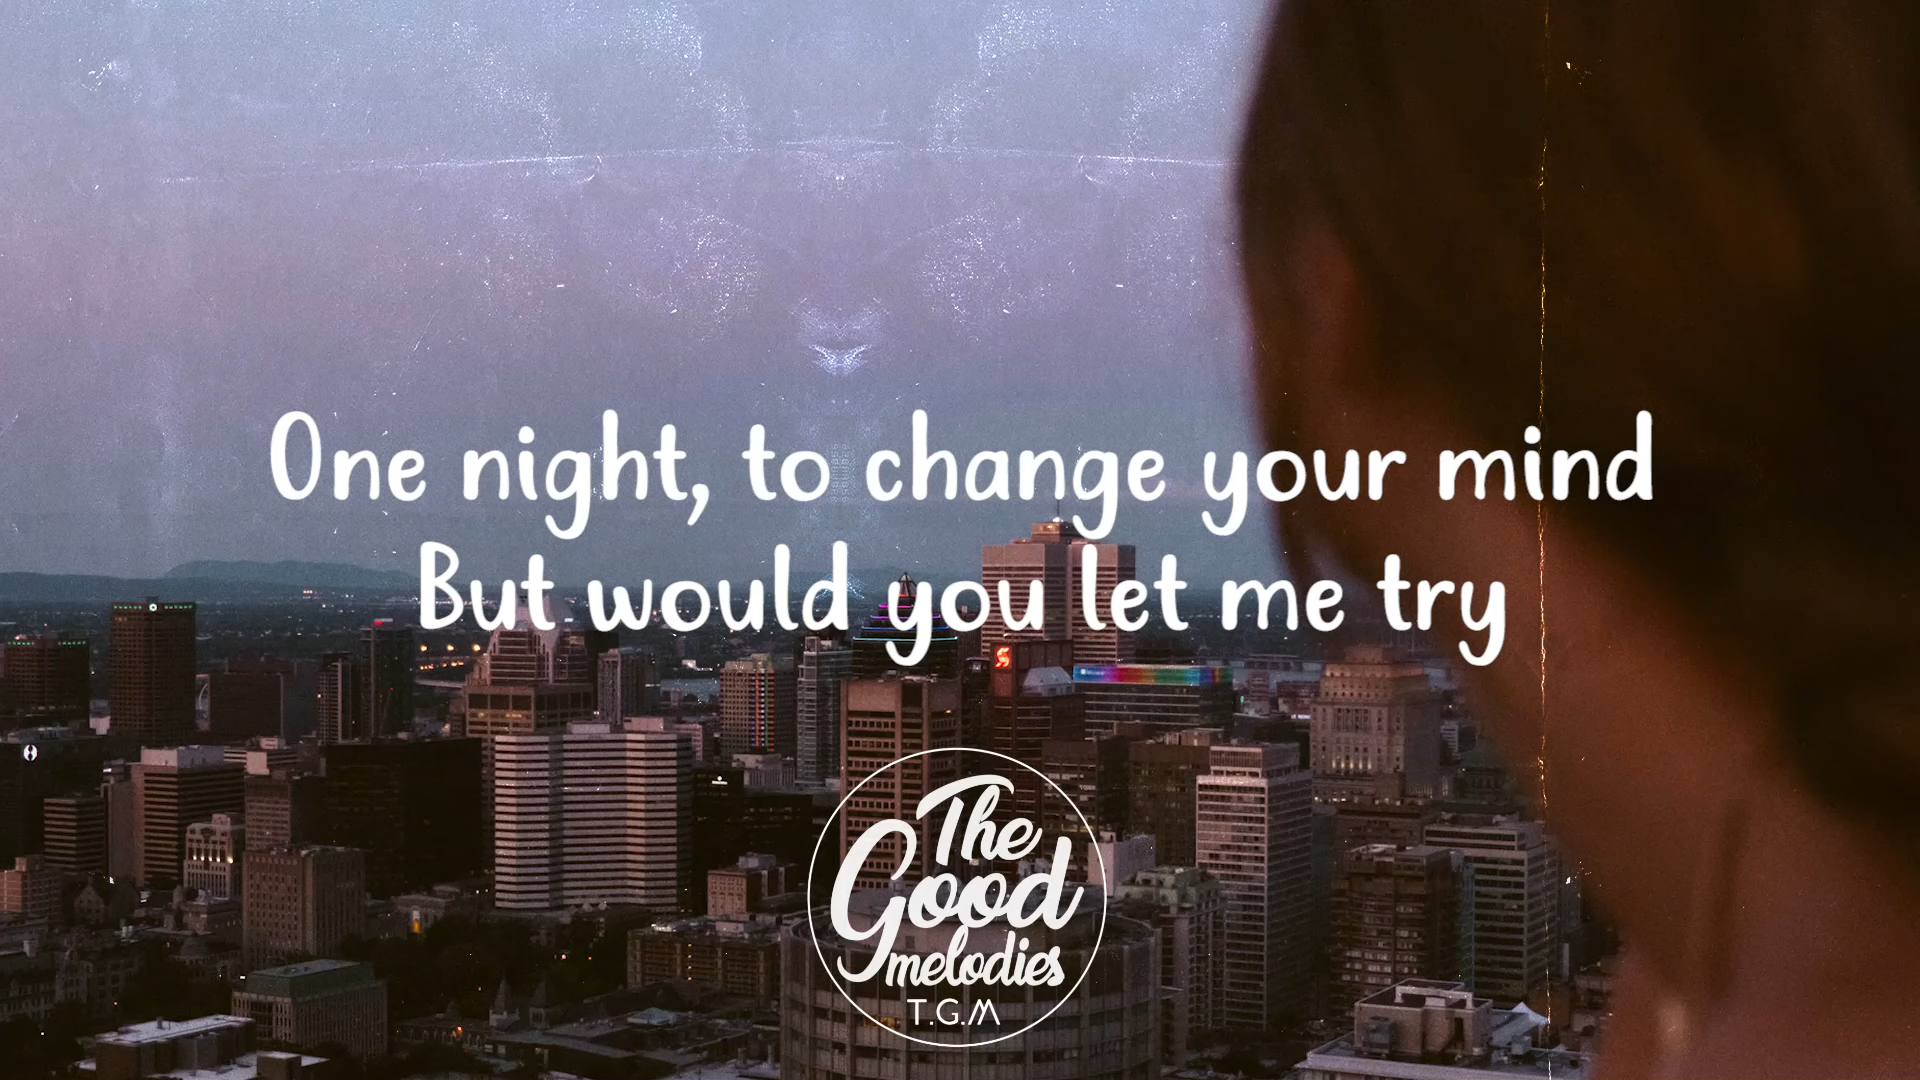 One night, to change your mind
But would you let me try
The
Good
melodies
T.G.M